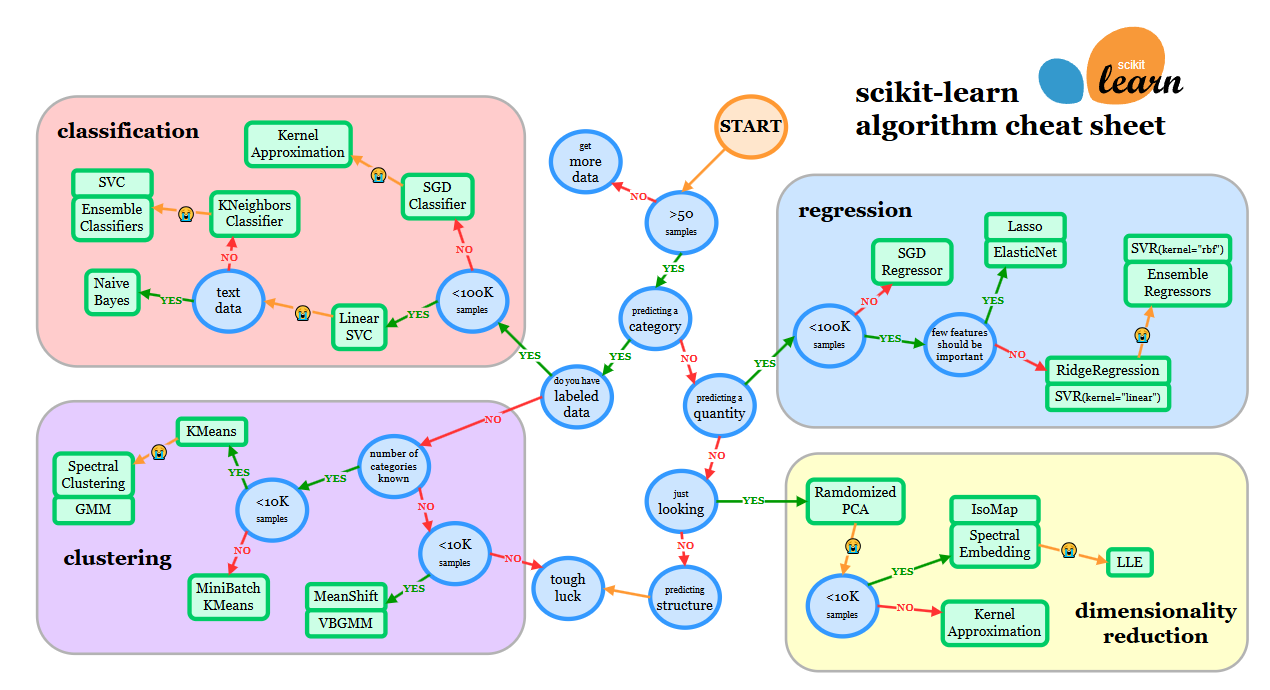 scikit
learn
scikit-learn
algorithm cheat sheet
START
get
more
data
NO
>50
samples
YES
predicting a
category
YES
NO
do you have
labeled
data
YES
NO
predicting a
quantity
YES
NO
just
looking
YES
NO
predicting
structure
tough
luck
classification
Kernel
Approximation
SVC
Ensemble
Classifiers
KNeighbors
Classifier
SGD
Classifier
NO
NO
Naive
Bayes
YES
text
data
Linear
SVC
YES
<100K
samples
regression
SGD
Regressor
Lasso
ElasticNet
SVR(kernel="rbf")
Ensemble
Regressors
NO
YES
<100K
samples
YES
few features
should be
important
NO
RidgeRegression
SVR(kernel="linear")
clustering
KMeans
Spectral
Clustering
GMM
YES
<10K
samples
YES
number of
categories
known
NO
NO
<10K
samples
NO
YES
MiniBatch
KMeans
MeanShift
VBGMM
dimensionality
reduction
Ramdomized
PCA
IsoMap
Spectral
Embedding
LLE
YES
<10K
samples
NO
Kernel
Approximation